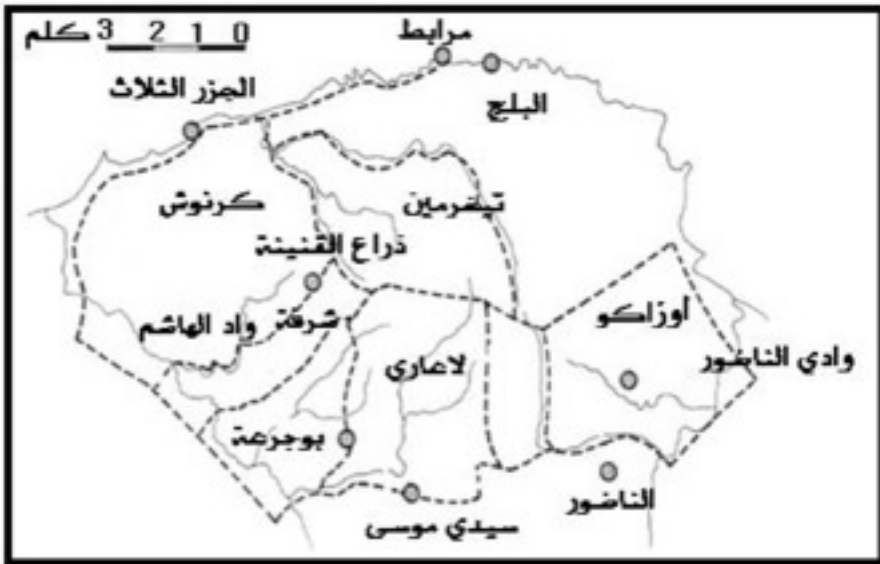 3 2 1 0 كلم
مرابط
الجزر الثلاث
البلج
كرنوش
تيفرمين
ذراع القنينة
واد الهاشم
شرفة
اوزاكو
لاعاري
وادي الناضور
بوجرعة
الناضور
سيدي موسى